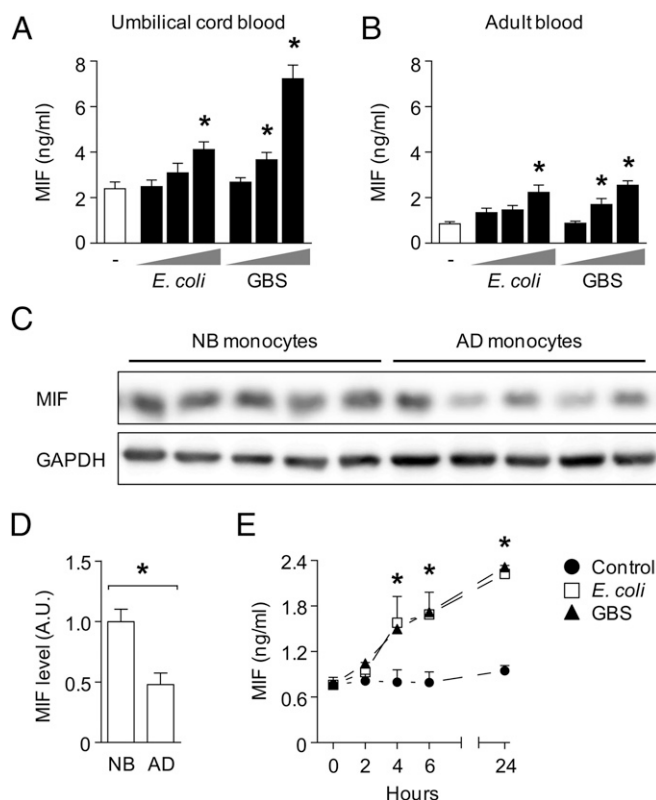 A
Umbilical cord blood
MIF (ng/ml)
8
6
4
2
0
*
*
*
-
E. coli
GBS
B
Adult blood
MIF (ng/ml)
8
6
4
2
0
*
*
*
-
E. coli
GBS
C
NB monocytes
AD monocytes
MIF
GAPDH
D
MIF level (A.U.)
1.5
1.0
0.5
0
*
NB AD
E
MIF (ng/ml)
2.4
1.8
1.2
0.6
0
* * *
0 2 4 6 24
Hours
Control
E. coli
GBS